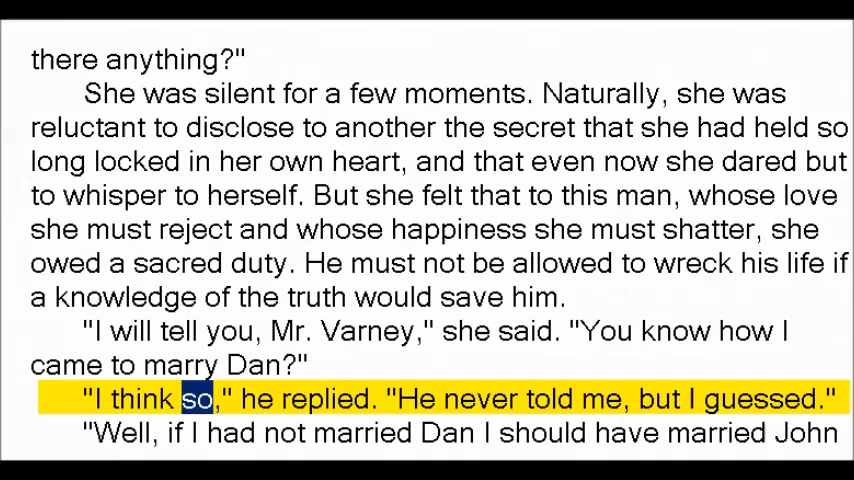 there anything?"
She was silent for a few moments. Naturally, she was
reluctant to disclose to another the secret that she had held so
long locked in her own heart, and that even now she dared but
to whisper to herself. But she felt that to this man, whose love
she must reject and whose happiness she must shatter, she
owed a sacred duty. He must not be allowed to wreck his life if
a knowledge of the truth would save him.
"I will tell you, Mr. Varney," she said. "You know how I
came to marry Dan?"
"I think so," he replied. "He never told me, but I guessed."
"Well, if I had not married Dan I should have married John